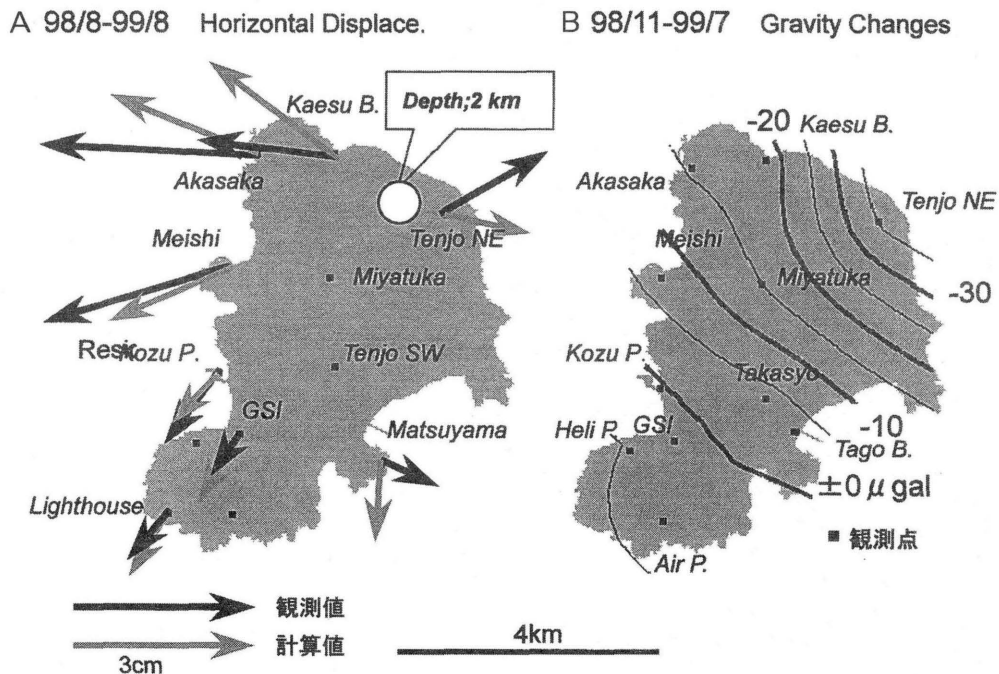 A 98/8-99/8 Horizontal Displace.
Kaesu B.
Depth;2 km
Akasaka
Meishi
Tenjo NE
Miyatuka
Kozu P.
Tenjo SW
GSI
Matsuyama
Lighthouse
観測値
計算値
3cm
4km
B 98/11-99/7 Gravity Changes
-20 Kaesu B.
Akasaka
Tenjo NE
Meishi
Miyatuka
-30
Kozu P.
Takasyo
GSI
Heli P.
-10
Tago B.
±0 μ gal
観測点
Air P.